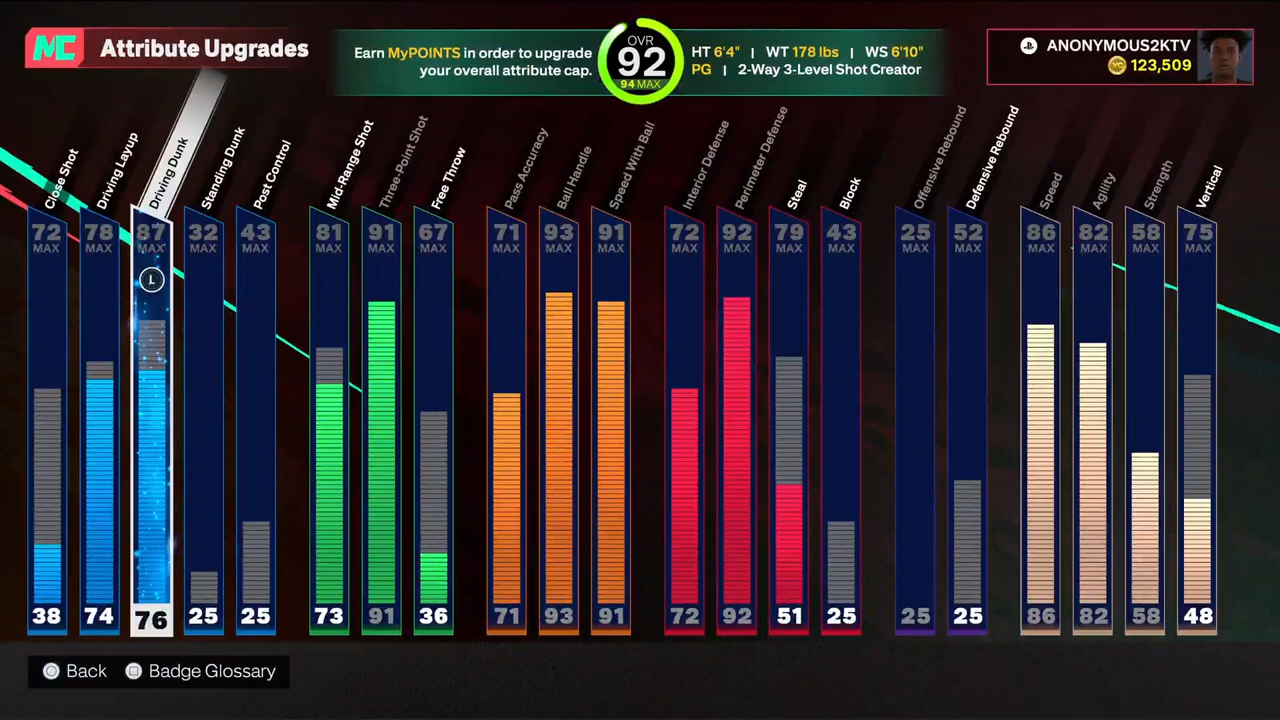 MC Attribute Upgrades
Earn MyPOINTS in order to upgrade
your overall attribute cap.
OVR
92
94 MAX
HT 6'4" | WT 178 lbs | WS 6'10"
PG | 2-Way 3-Level Shot Creator
ANONYMOUS2KTV
VC 123,509
Close Shot
72
MAX
38
Driving Layup
78
MAX
74
Driving Dunk
87
MAX
L
76
Standing Dunk
32
MAX
25
Post Control
43
MAX
25
Mid-Range Shot
81
MAX
73
Three-Point Shot
91
MAX
91
Free Throw
67
MAX
36
Pass Accuracy
71
MAX
71
Ball Handle
93
MAX
93
Speed With Ball
91
MAX
91
Interior Defense
72
MAX
72
Perimeter Defense
92
MAX
92
Steal
79
MAX
51
Block
43
MAX
25
Offensive Rebound
25
MAX
25
Defensive Rebound
52
MAX
25
Speed
86
MAX
86
Agility
82
MAX
82
Strength
58
MAX
58
Vertical
75
MAX
48
Back
Badge Glossary